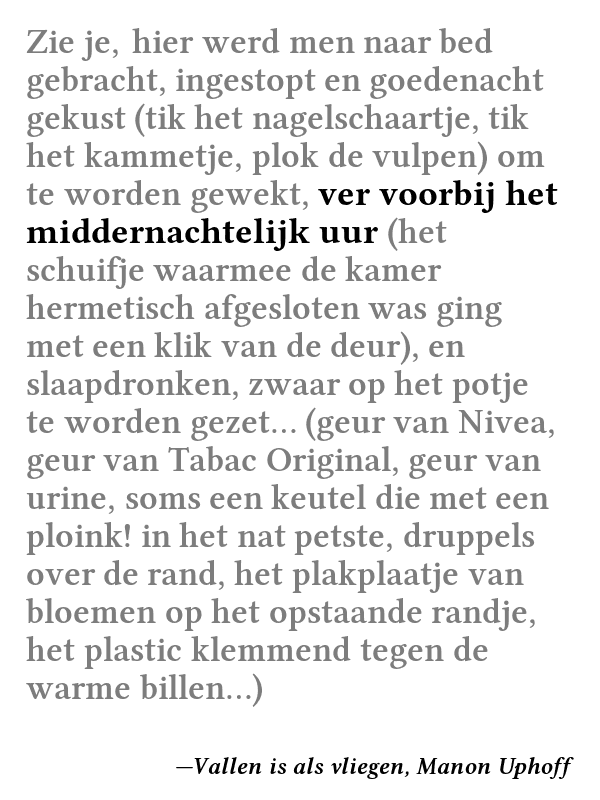 Zie je, hier werd men naar bed
gebracht, ingestopt en goedenacht
gekust (tik het nagelschaartje, tik
het kammetje, plok de vulpen) om
te worden gewekt, ver voorbij het
middernachtelijk uur (het
schuifje waarmee de kamer
hermetisch afgesloten was ging
met een klik van de deur), en
slaapdronken, zwaar op het potje
te worden gezet... (geur van Nivea,
geur van Tabac Original, geur van
urine, soms een keutel die met een
ploink! in het nat petste, druppels
over de rand, het plakplaatje van
bloemen op het opstaande randje,
het plastic klemmend tegen de
warme billen...)
—Vallen is als vliegen, Manon Uphoff